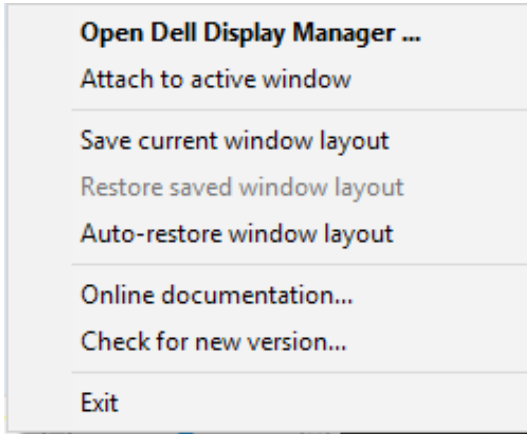 Open Dell Display Manager ...
Attach to active window
Save current window layout
Restore saved window layout
Auto-restore window layout
Online documentation...
Check for new version...
Exit